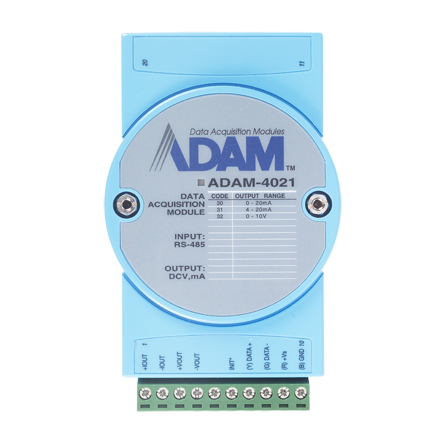 20 11
Data Acquisition Modules
ADAM™
ADAM-4021
DATA ACQUISITION MODULE
CODE OUTPUT RANGE
30 0 - 20mA
31 4 - 20mA
32 0 - 10V
INPUT:
RS-485
OUTPUT:
DCV,mA
+IOUT 1
-IOUT
+VOUT
-VOUT
INIT*
(Y) DATA +
(G) DATA -
(R) +Vs
(B) GND 10